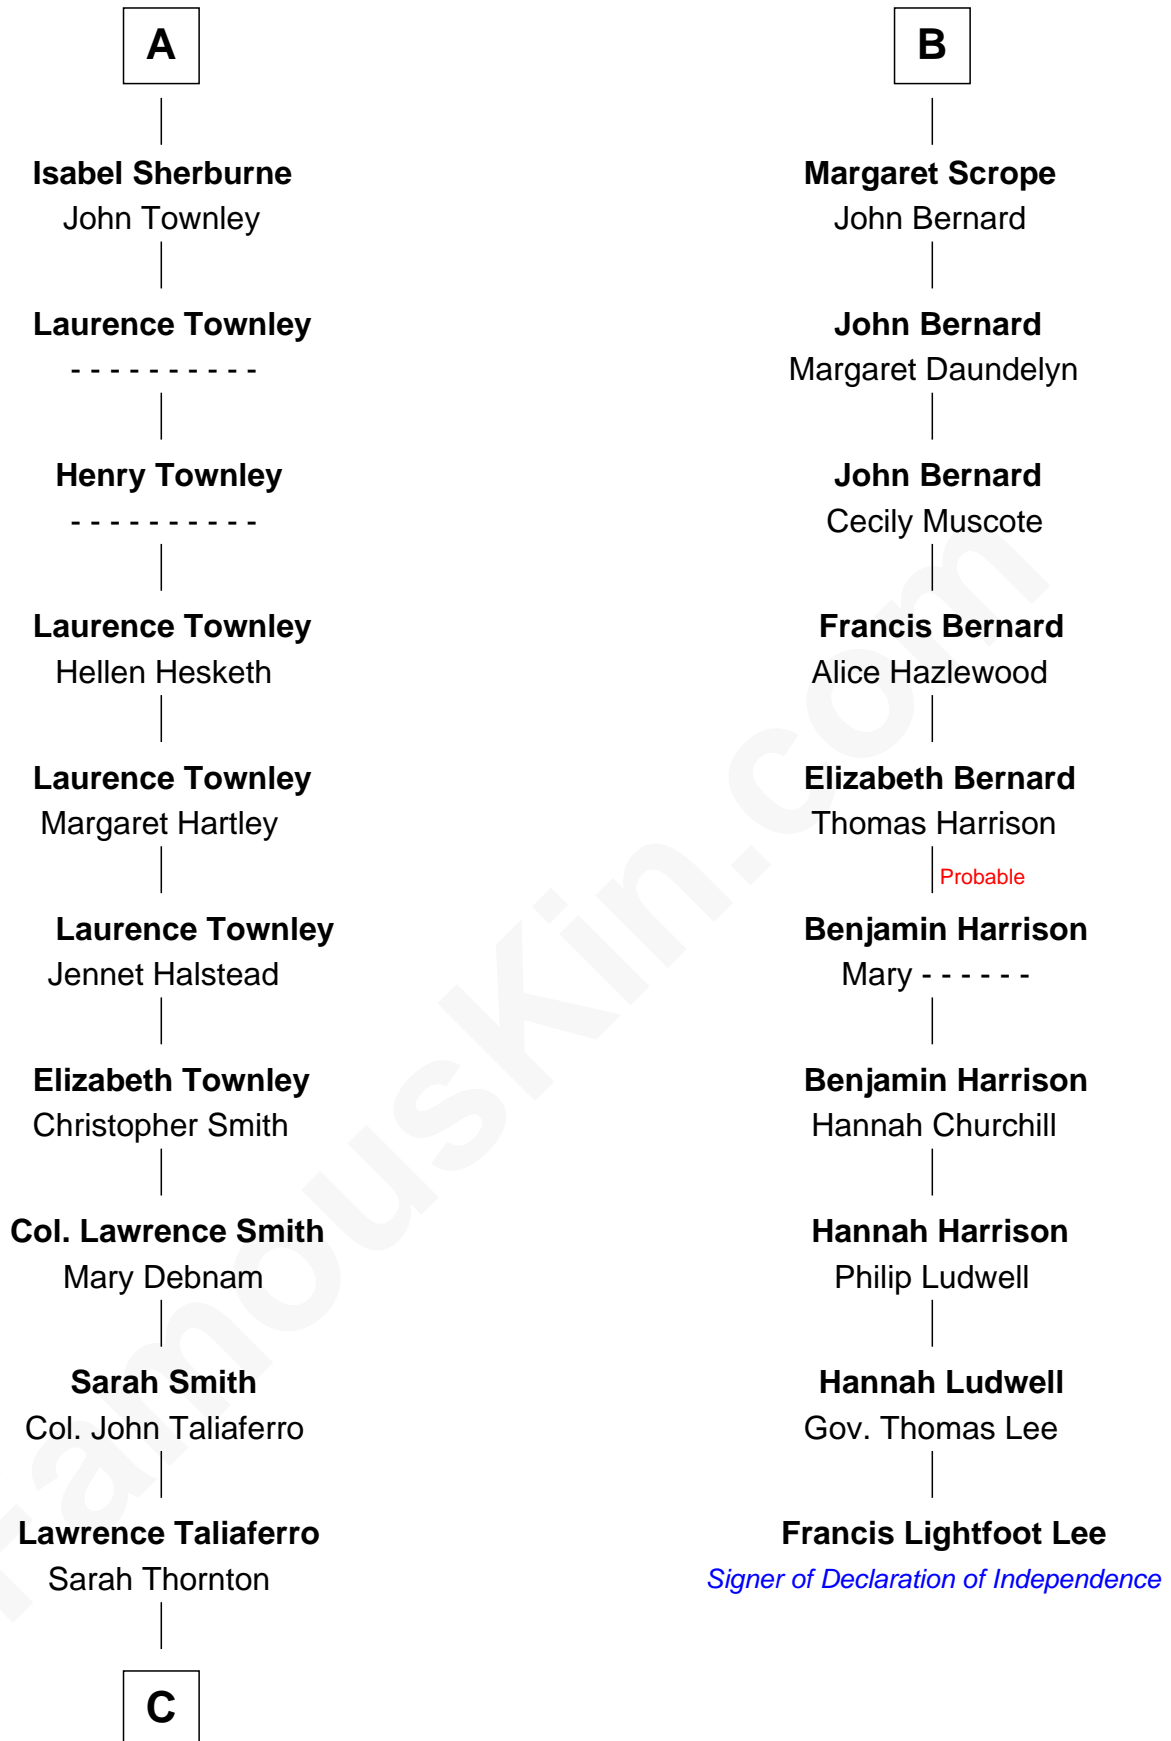 A
Isabel Sherburne
John Townley
Laurence Townley
- - - - - - - - - -
Henry Townley
- - - - - - - - - -
Laurence Townley
Hellen Hesketh
Laurence Townley
Margaret Hartley
Laurence Townley
Jennet Halstead
Elizabeth Townley
Christopher Smith
Col. Lawrence Smith
Mary Debnam
Sarah Smith
Col. John Taliaferro
Lawrence Taliaferro
Sarah Thornton
C
B
Margaret Scrope
John Bernard
John Bernard
Margaret Daundelyn
John Bernard
Cecily Muscote
Francis Bernard
Alice Hazlewood
Elizabeth Bernard
Thomas Harrison
Probable
Benjamin Harrison
Mary - - - - - -
Benjamin Harrison
Hannah Churchill
Hannah Harrison
Philip Ludwell
Hannah Ludwell
Gov. Thomas Lee
Francis Lightfoot Lee
Signer of Declaration of Independence
FamousKin.com